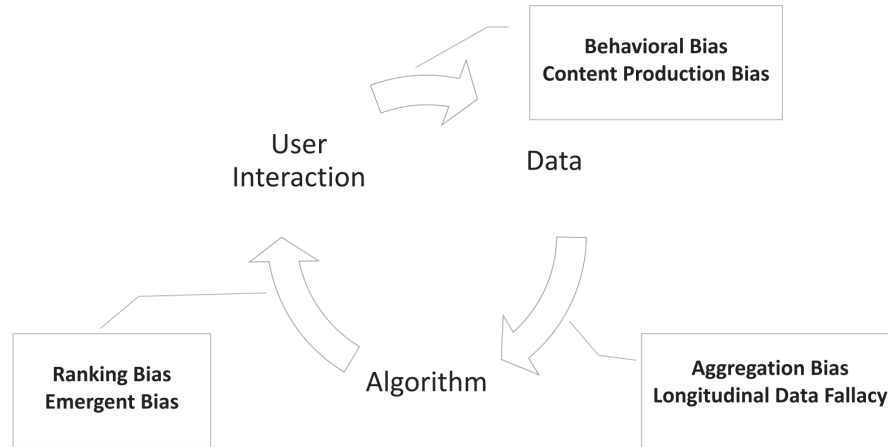 Behavioral Bias
Content Production Bias
User
Interaction
Data
Ranking Bias
Emergent Bias
Algorithm
Aggregation Bias
Longitudinal Data Fallacy